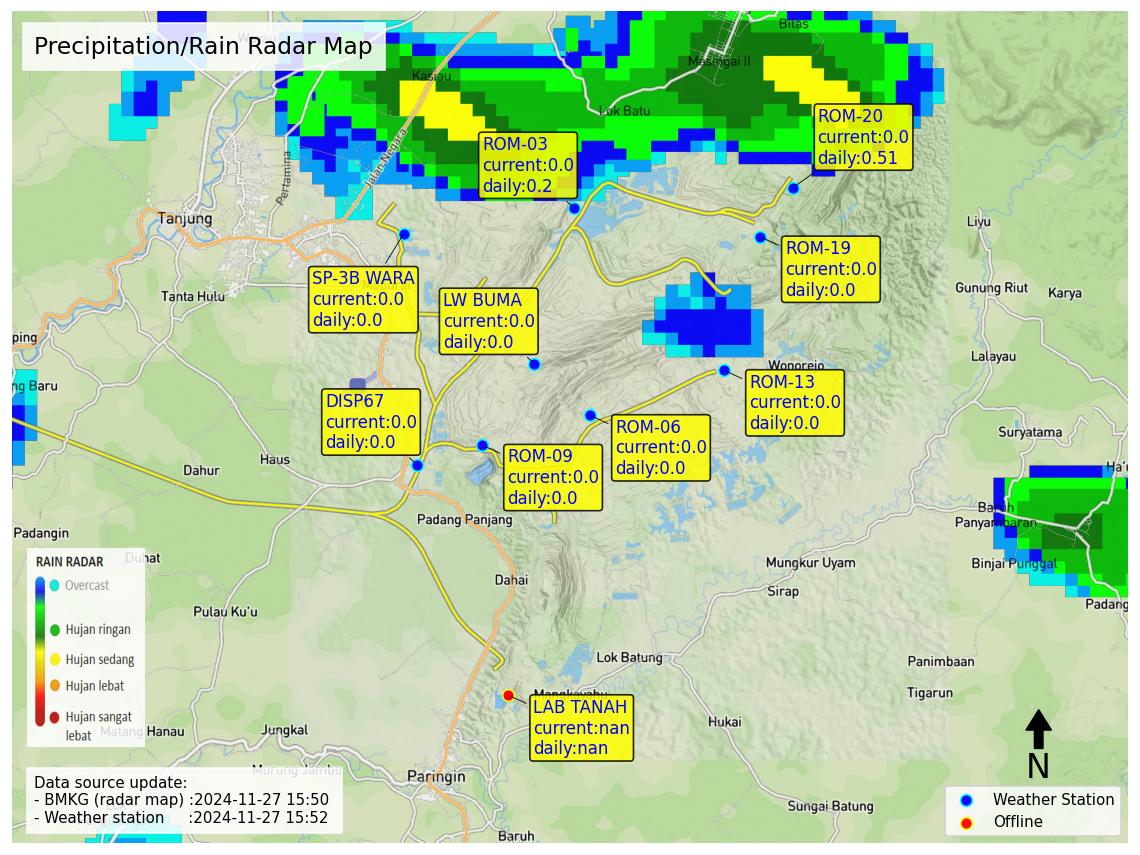 Precipitation/Rain Radar Map
Bilas
Masingai II
Kasiau
Lok Batu
ROM-20
current:0.0
daily:0.51
ROM-03
current:0.0
daily:0.2
Jalan Negara
Pertamina
Tanjung
Liyu
ROM-19
current:0.0
daily:0.0
SP-3B WARA
current:0.0
daily:0.0
LW BUMA
current:0.0
daily:0.0
Tanta Hulu
Gunung Riut
Karya
ping
Lalayau
Wonorejo
ng Baru
ROM-13
current:0.0
daily:0.0
DISP67
current:0.0
daily:0.0
ROM-06
current:0.0
daily:0.0
Suryatama
ROM-09
current:0.0
daily:0.0
Haus
Dahur
Ha'u
Baruh
Panyambaran
Padang Panjang
Padangin
Duhat
Binjai Punggal
Mungkur Uyam
RAIN RADAR
Overcast
Hujan ringan
Hujan sedang
Hujan lebat
Hujan sangat
lebat
Dahai
Sirap
Padang
Pulau Ku'u
Lok Batung
Panimbaan
Tigarun
Mangkayahu
LAB TANAH
current:nan
daily:nan
Hukai
Matang Hanau
Jungkal
Murung Jambu
Paringin
N
Data source update:
- BMKG (radar map) :2024-11-27 15:50
- Weather station :2024-11-27 15:52
Sungai Batung
Baruh
Weather Station
Offline